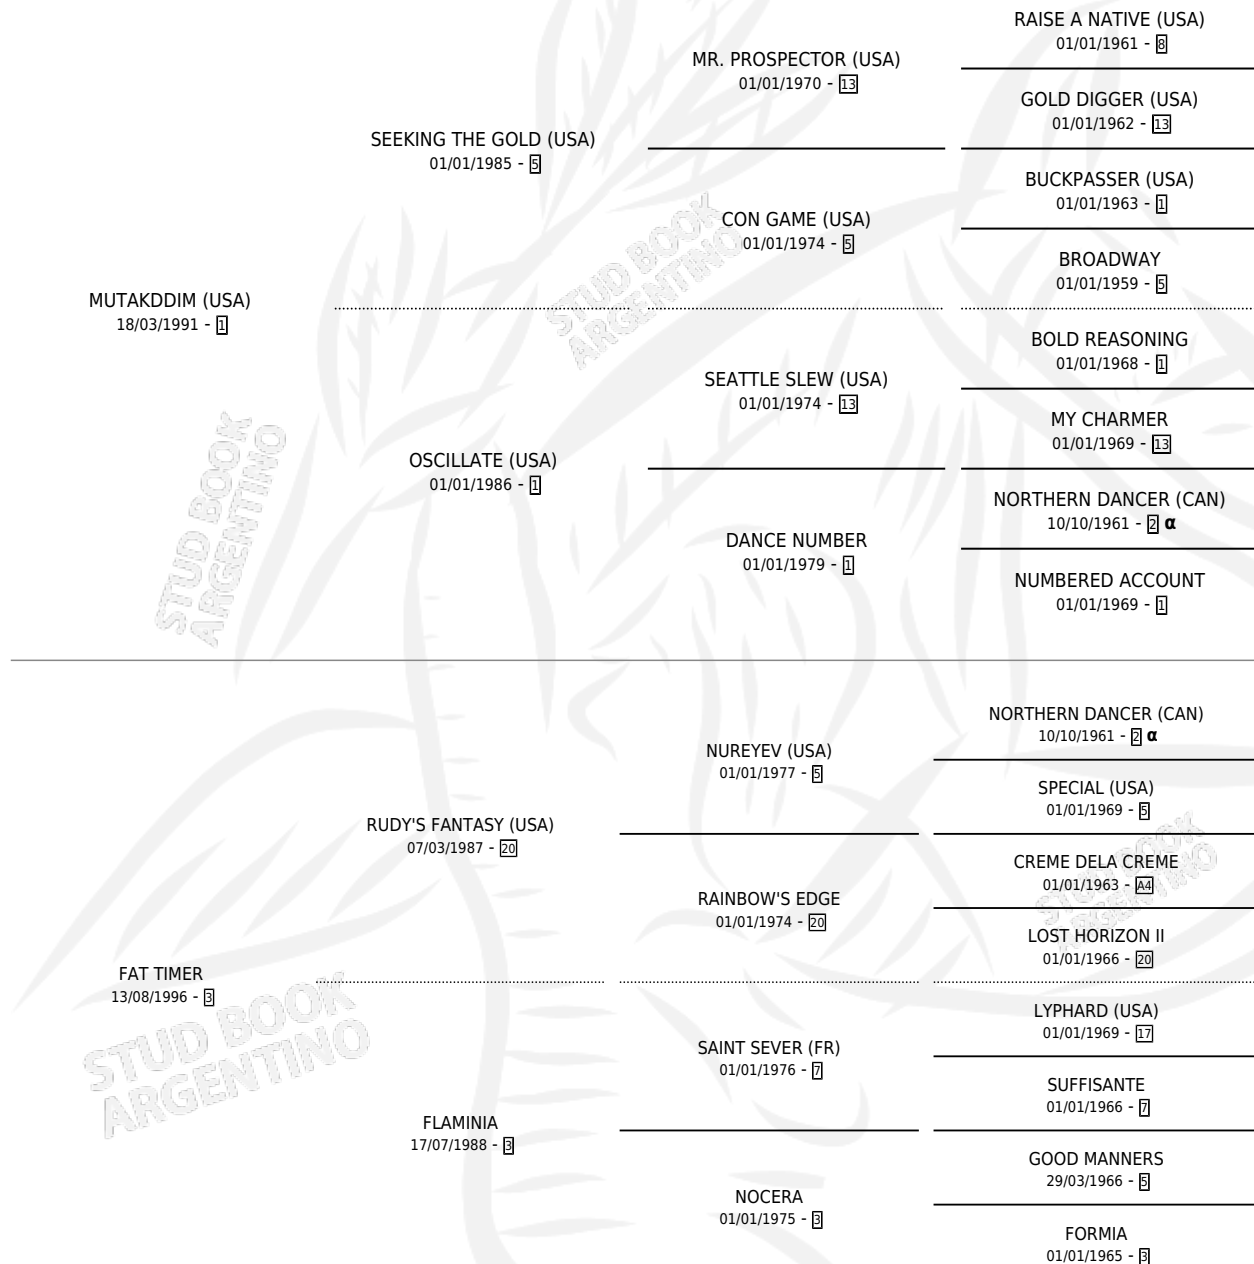 RAISE A NATIVE (USA)
01/01/1961 - 8
MR. PROSPECTOR (USA)
01/01/1970 - 13
GOLD DIGGER (USA)
01/01/1962 - 13
SEEKING THE GOLD (USA)
01/01/1985 - 5
BUCKPASSER (USA)
01/01/1963 - 1
CON GAME (USA)
01/01/1974 - 5
BROADWAY
01/01/1959 - 5
MUTAKDDIM (USA)
18/03/1991 - 1
BOLD REASONING
01/01/1968 - 1
SEATTLE SLEW (USA)
01/01/1974 - 13
MY CHARMER
01/01/1969 - 13
OSCILLATE (USA)
01/01/1986 - 1
NORTHERN DANCER (CAN)
10/10/1961 - 2 α
DANCE NUMBER
01/01/1979 - 1
NUMBERED ACCOUNT
01/01/1969 - 1
NORTHERN DANCER (CAN)
10/10/1961 - 2 α
NUREYEV (USA)
01/01/1977 - 5
SPECIAL (USA)
01/01/1969 - 5
RUDY'S FANTASY (USA)
07/03/1987 - 20
CREME DELA CREME
01/01/1963 - A4
RAINBOW'S EDGE
01/01/1974 - 20
LOST HORIZON II
01/01/1966 - 20
FAT TIMER
13/08/1996 - 3
LYPHARD (USA)
01/01/1969 - 17
SAINT SEVER (FR)
01/01/1976 - 7
SUFFISANTE
01/01/1966 - 7
FLAMINIA
17/07/1988 - 3
GOOD MANNERS
29/03/1966 - 5
NOCERA
01/01/1975 - 3
FORMIA
01/01/1965 - 3
STUD BOOK
ARGENTINO
STUD BOOK
ARGENTINO
STUD BOOK
ARGENTINO
STUD BOOK
ARGENTINO